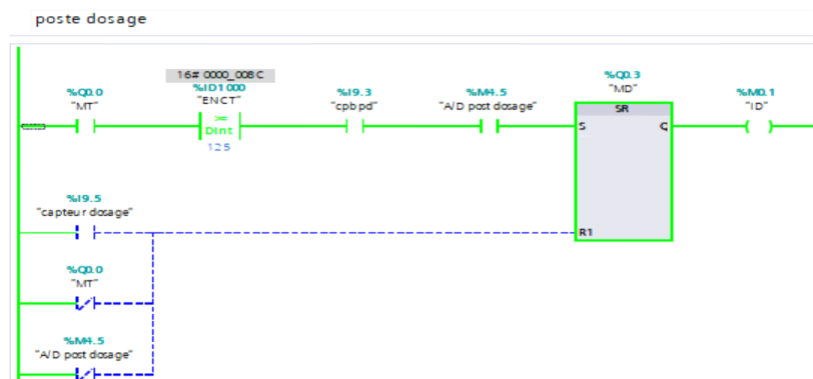 poste dosage
16# 0000_008C
%Q0.0 %ID1000 %I9.3 %M4.5 %Q0.3 %M0.1
"MT" "ENCT" "cpbpd" "A/D post dosage" "MD" "ID"
SR
>=
DInt
S Q
125
%I9.5
"capteur dosage"
R1
%Q0.0
"MT"
%M4.5
"A/D post dosage"